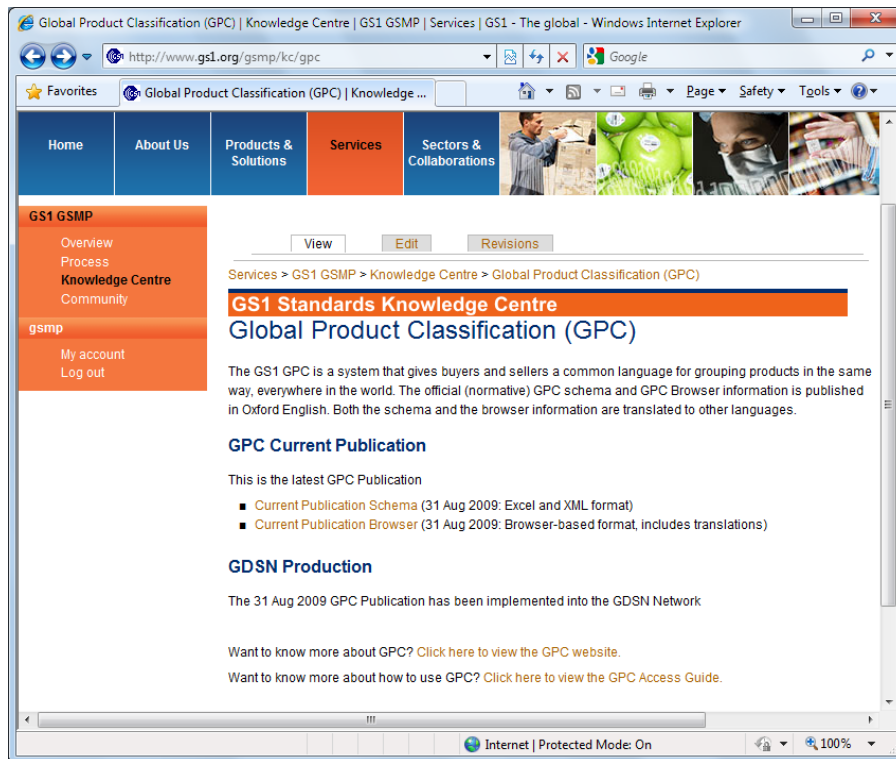 Global Product Classification (GPC) | Knowledge Centre | GS1 GSMP | Services | GS1 - The global - Windows Internet Explorer
http://www.gs1.org/gsmp/kc/gpc
Google
Favorites
Global Product Classification (GPC) | Knowledge ...
Page
Safety
Tools
Home
About Us
Products &
Solutions
Services
Sectors &
Collaborations
GS1 GSMP
Overview
Process
Knowledge Centre
Community
gsmp
My account
Log out
View
Edit
Revisions
Services > GS1 GSMP > Knowledge Centre > Global Product Classification (GPC)
GS1 Standards Knowledge Centre
Global Product Classification (GPC)
The GS1 GPC is a system that gives buyers and sellers a common language for grouping products in the same
way, everywhere in the world. The official (normative) GPC schema and GPC Browser information is published
in Oxford English. Both the schema and the browser information are translated to other languages.
GPC Current Publication
This is the latest GPC Publication
Current Publication Schema (31 Aug 2009: Excel and XML format)
Current Publication Browser (31 Aug 2009: Browser-based format, includes translations)
GDSN Production
The 31 Aug 2009 GPC Publication has been implemented into the GDSN Network
Want to know more about GPC? Click here to view the GPC website.
Want to know more about how to use GPC? Click here to view the GPC Access Guide.
Internet | Protected Mode: On
100%